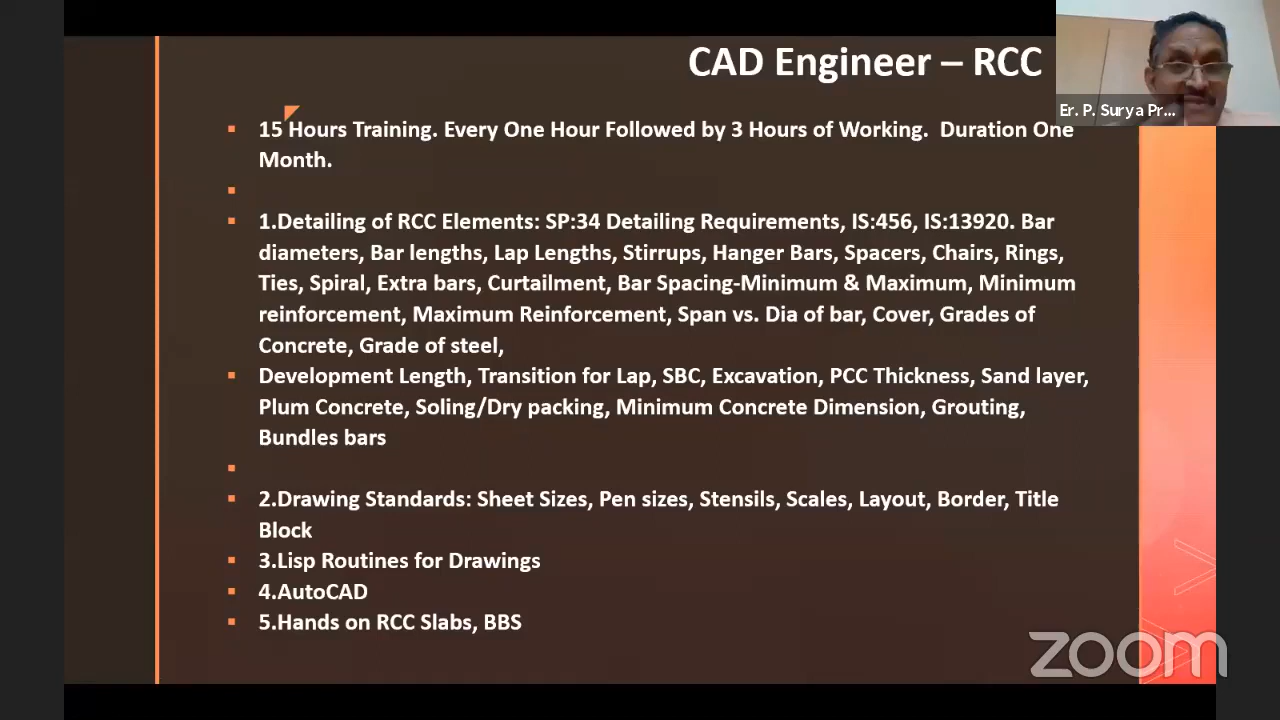 CAD Engineer – RCC
Er. P. Surya Pr...
15 Hours Training. Every One Hour Followed by 3 Hours of Working.  Duration One
Month.
1.Detailing of RCC Elements: SP:34 Detailing Requirements, IS:456, IS:13920. Bar
diameters, Bar lengths, Lap Lengths, Stirrups, Hanger Bars, Spacers, Chairs, Rings,
Ties, Spiral, Extra bars, Curtailment, Bar Spacing-Minimum & Maximum, Minimum
reinforcement, Maximum Reinforcement, Span vs. Dia of bar, Cover, Grades of
Concrete, Grade of steel,
Development Length, Transition for Lap, SBC, Excavation, PCC Thickness, Sand layer,
Plum Concrete, Soling/Dry packing, Minimum Concrete Dimension, Grouting,
Bundles bars
2.Drawing Standards: Sheet Sizes, Pen sizes, Stensils, Scales, Layout, Border, Title
Block
3.Lisp Routines for Drawings
4.AutoCAD
5.Hands on RCC Slabs, BBS
zoom